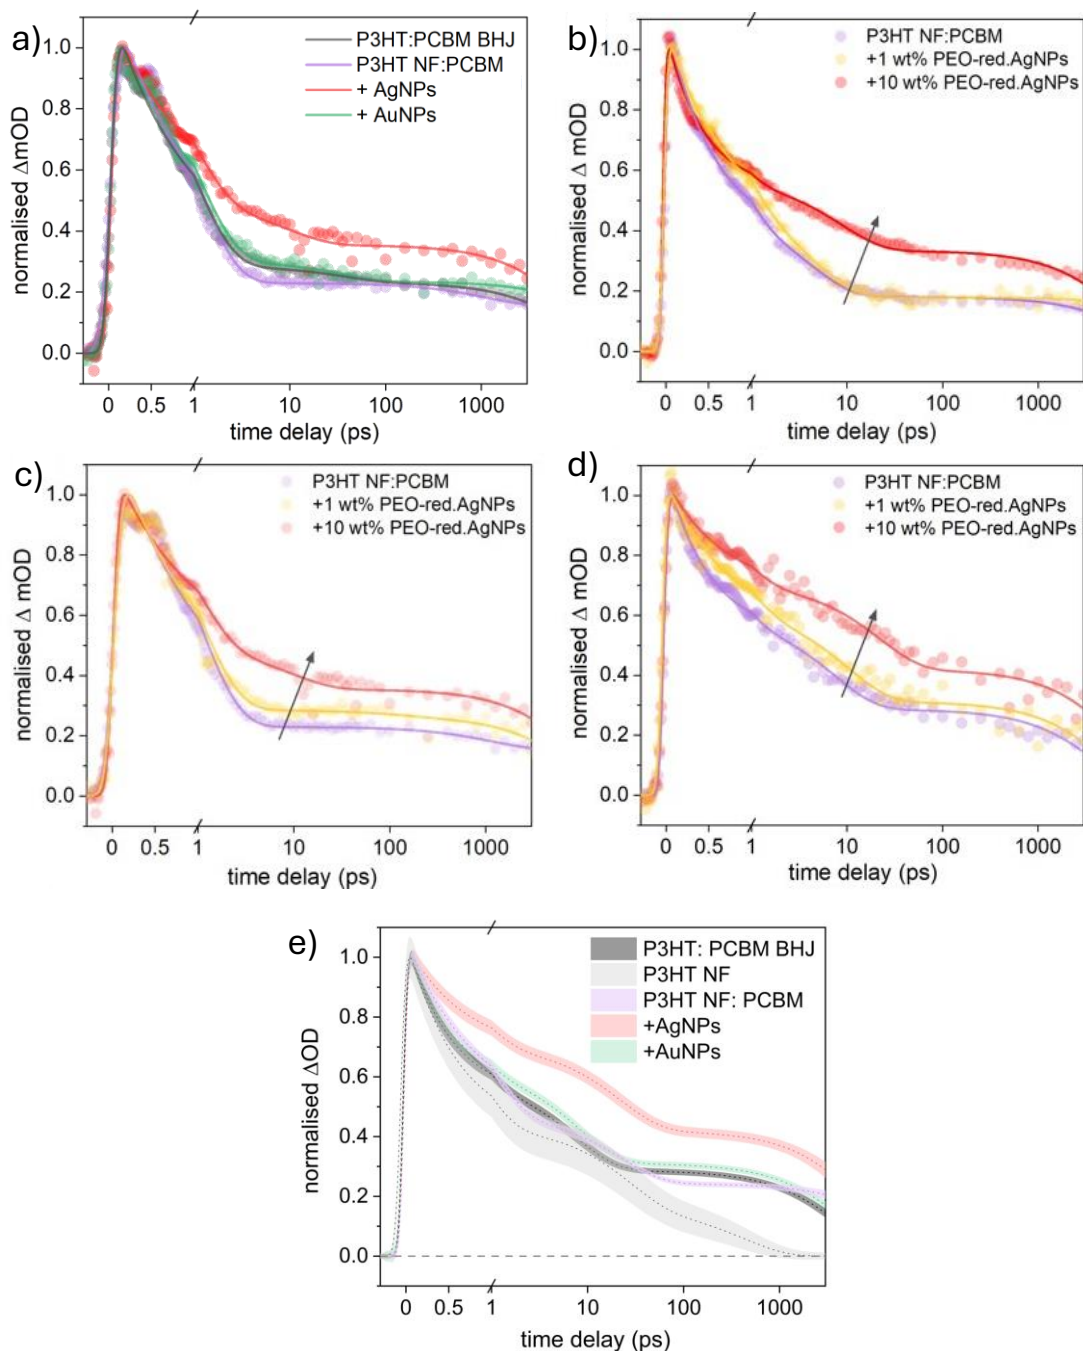 a)
P3HT:PCBM BHJ
P3HT NF:PCBM
+ AgNPs
+ AuNPs
normalised ΔmOD
1.0
0.8
0.6
0.4
0.2
0.0
0 0.5 1 10 100 1000
time delay (ps)
b)
P3HT NF:PCBM
+1 wt% PEO-red.AgNPs
+10 wt% PEO-red.AgNPs
normalised Δ mOD
1.0
0.8
0.6
0.4
0.2
0.0
0 0.5 1 10 100 1000
time delay (ps)
c)
P3HT NF:PCBM
+1 wt% PEO-red.AgNPs
+10 wt% PEO-red.AgNPs
normalised Δ mOD
1.0
0.8
0.6
0.4
0.2
0.0
0 0.5 1 10 100 1000
time delay (ps)
d)
P3HT NF:PCBM
+1 wt% PEO-red.AgNPs
+10 wt% PEO-red.AgNPs
normalised Δ mOD
1.0
0.8
0.6
0.4
0.2
0.0
0 0.5 1 10 100 1000
time delay (ps)
e)
P3HT: PCBM BHJ
P3HT NF
P3HT NF: PCBM
+AgNPs
+AuNPs
normalised ΔOD
1.0
0.8
0.6
0.4
0.2
0.0
0 0.5 1 10 100 1000
time delay (ps)